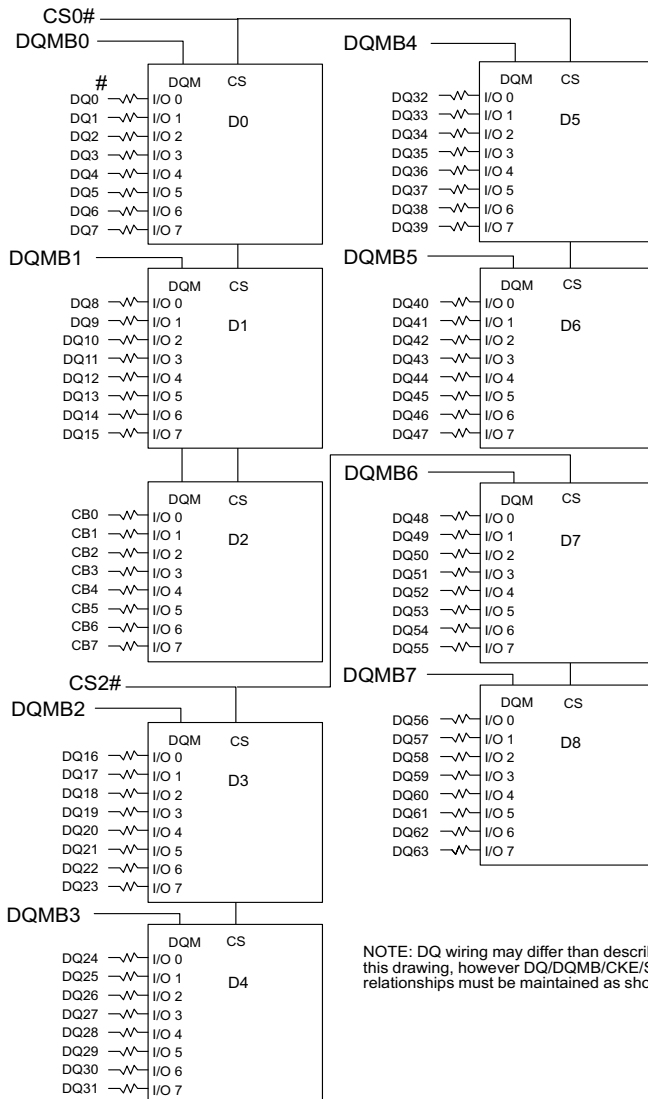 CS0#
DQMB0
#
DQM CS
D0
DQ0 I/O 0
DQ1 I/O 1
DQ2 I/O 2
DQ3 I/O 3
DQ4 I/O 4
DQ5 I/O 5
DQ6 I/O 6
DQ7 I/O 7
DQMB1
DQM CS
D1
DQ8 I/O 0
DQ9 I/O 1
DQ10 I/O 2
DQ11 I/O 3
DQ12 I/O 4
DQ13 I/O 5
DQ14 I/O 6
DQ15 I/O 7
DQM CS
D2
CB0 I/O 0
CB1 I/O 1
CB2 I/O 2
CB3 I/O 3
CB4 I/O 4
CB5 I/O 5
CB6 I/O 6
CB7 I/O 7
CS2#
DQMB2
DQM CS
D3
DQ16 I/O 0
DQ17 I/O 1
DQ18 I/O 2
DQ19 I/O 3
DQ20 I/O 4
DQ21 I/O 5
DQ22 I/O 6
DQ23 I/O 7
DQMB3
DQM CS
D4
DQ24 I/O 0
DQ25 I/O 1
DQ26 I/O 2
DQ27 I/O 3
DQ28 I/O 4
DQ29 I/O 5
DQ30 I/O 6
DQ31 I/O 7
DQMB4
DQM CS
D5
DQ32 I/O 0
DQ33 I/O 1
DQ34 I/O 2
DQ35 I/O 3
DQ36 I/O 4
DQ37 I/O 5
DQ38 I/O 6
DQ39 I/O 7
DQMB5
DQM CS
D6
DQ40 I/O 0
DQ41 I/O 1
DQ42 I/O 2
DQ43 I/O 3
DQ44 I/O 4
DQ45 I/O 5
DQ46 I/O 6
DQ47 I/O 7
DQMB6
DQM CS
D7
DQ48 I/O 0
DQ49 I/O 1
DQ50 I/O 2
DQ51 I/O 3
DQ52 I/O 4
DQ53 I/O 5
DQ54 I/O 6
DQ55 I/O 7
DQMB7
DQM CS
D8
DQ56 I/O 0
DQ57 I/O 1
DQ58 I/O 2
DQ59 I/O 3
DQ60 I/O 4
DQ61 I/O 5
DQ62 I/O 6
DQ63 I/O 7
NOTE: DQ wiring may differ than
this drawing, however
relationships must be maintained as